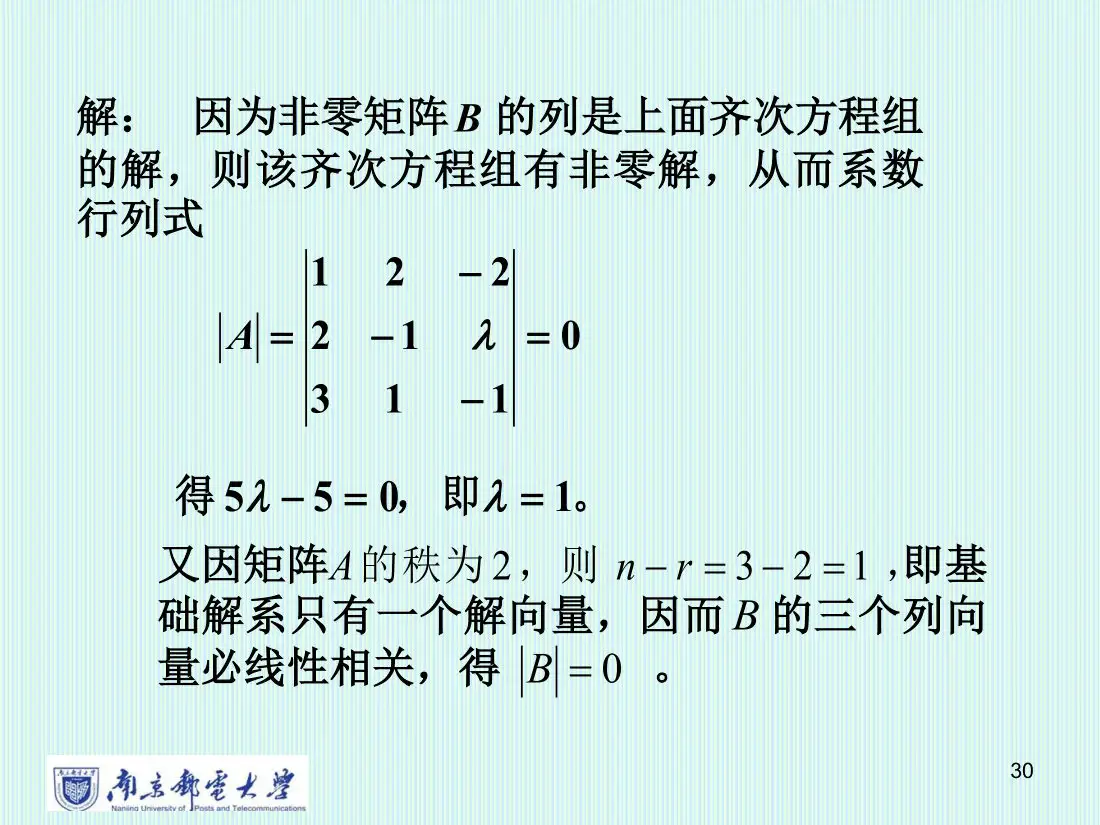 解： 因为非零矩阵 B 的列是上面齐次方程组
的解，则该齐次方程组有非零解，从而系数
行列式
1 2 −2
|A| = 2 −1 λ = 0
3 1 −1
得 5λ − 5 = 0， 即 λ = 1。
又因矩阵A的秩为2，则 n − r = 3 − 2 = 1 ，即基
础解系只有一个解向量，因而 B 的三个列向
量必线性相关，得 |B| = 0 。
南京邮电大学
Nanjing University of Posts and Telecommunications
30